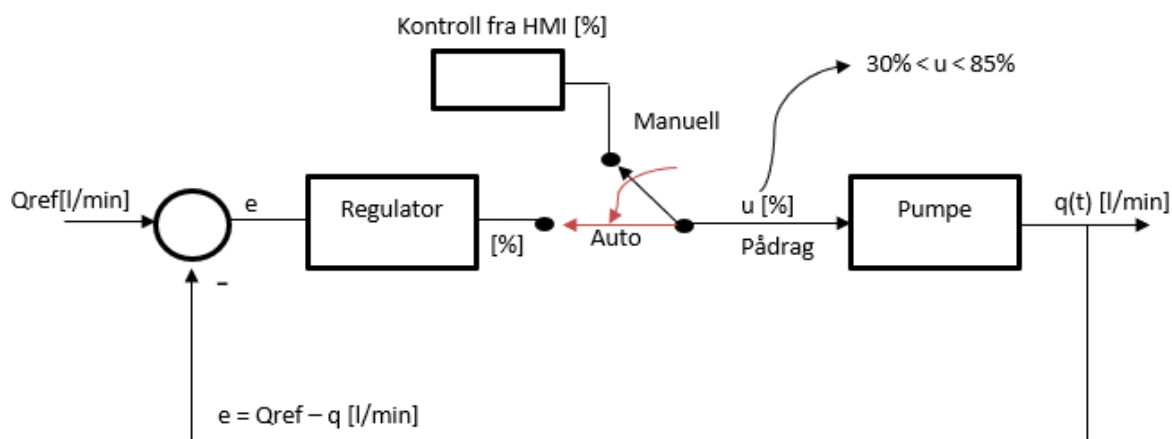 Kontroll fra HMI [%]
30% < u < 85%
Manuell
Qref[l/min]
e
Regulator
[%]
Auto
u [%]
Pådrag
Pumpe
q(t) [l/min]
-
e = Qref – q [l/min]